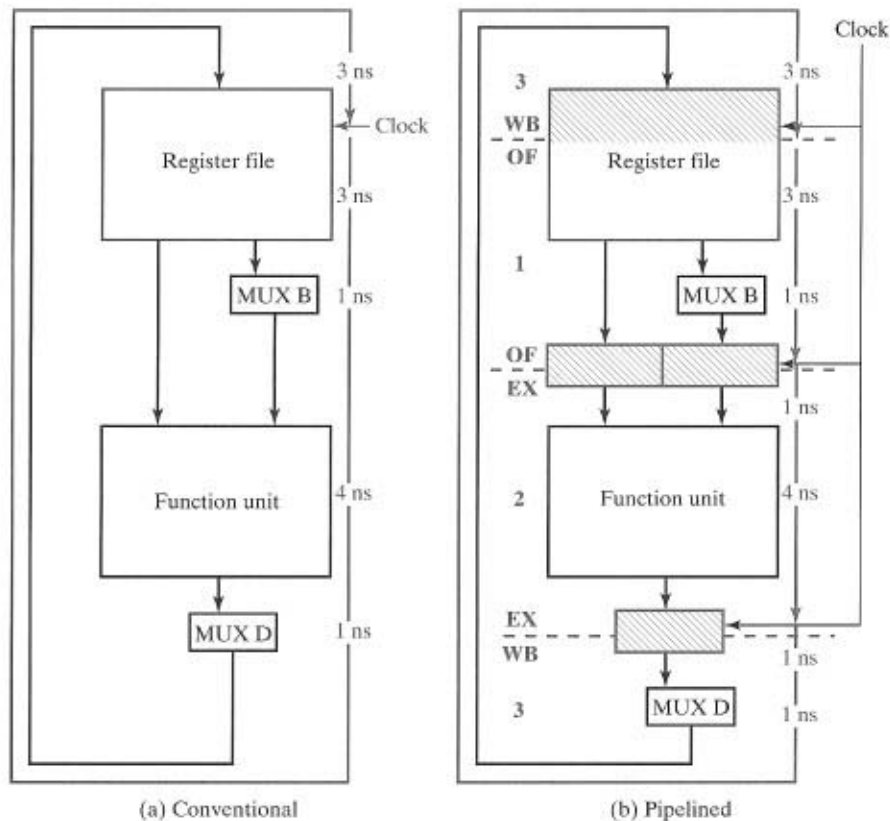 3 ns
Clock
Register file
3 ns
MUX B
1 ns
Function unit
4 ns
MUX D
1 ns
(a) Conventional
Clock
3 ns
3
WB
OF
Register file
3 ns
1
MUX B
1 ns
OF
EX
1 ns
2
Function unit
4 ns
EX
WB
1 ns
3
MUX D
1 ns
(b) Pipelined